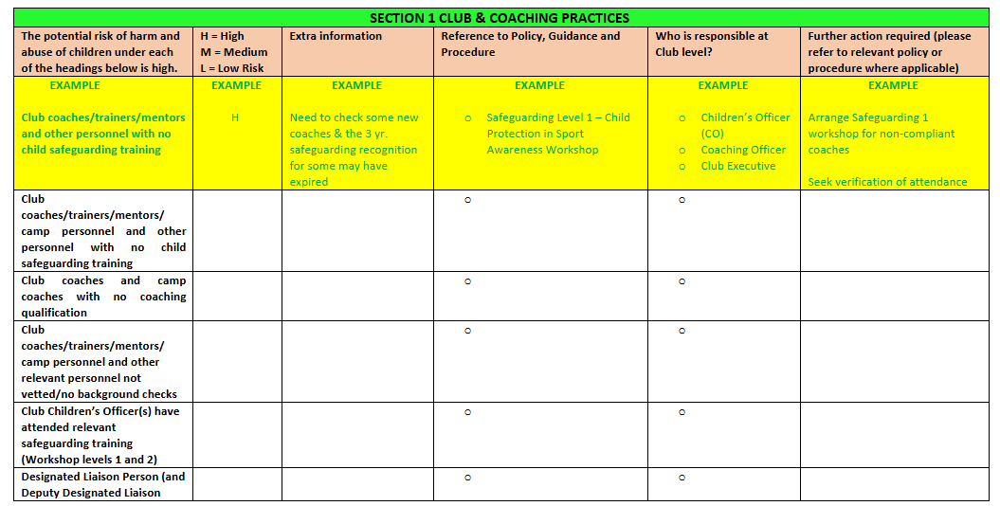 SECTION 1 CLUB & COACHING PRACTICES
The potential risk of harm and
abuse of children under each
of the headings below is high.
H = High
M = Medium
L = Low Risk
Extra information
Reference to Policy, Guidance and
Procedure
Who is responsible at
Club level?
Further action required (please
refer to relevant policy or
procedure where applicable)
EXAMPLE
Club coaches/trainers/mentors
and other personnel with no
child safeguarding training
EXAMPLE
H
EXAMPLE
Need to check some new
coaches & the 3 yr.
safeguarding recognition
for some may have
expired
EXAMPLE
o Safeguarding Level 1 – Child
Protection in Sport
Awareness Workshop
EXAMPLE
o Children's Officer
(CO)
o Coaching Officer
o Club Executive
EXAMPLE
Arrange Safeguarding 1
workshop for non-compliant
coaches
Seek verification of attendance
Club
coaches/trainers/mentors/
camp personnel and other
personnel with no child
safeguarding training
o
o
Club coaches and camp
coaches with no coaching
qualification
o
o
Club
coaches/trainers/mentors/
camp personnel and other
relevant personnel not
vetted/no background checks
o
o
Club Children's Officer(s) have
attended relevant
safeguarding training
(Workshop levels 1 and 2)
o
o
Designated Liaison Person (and
Deputy Designated Liaison
o
o